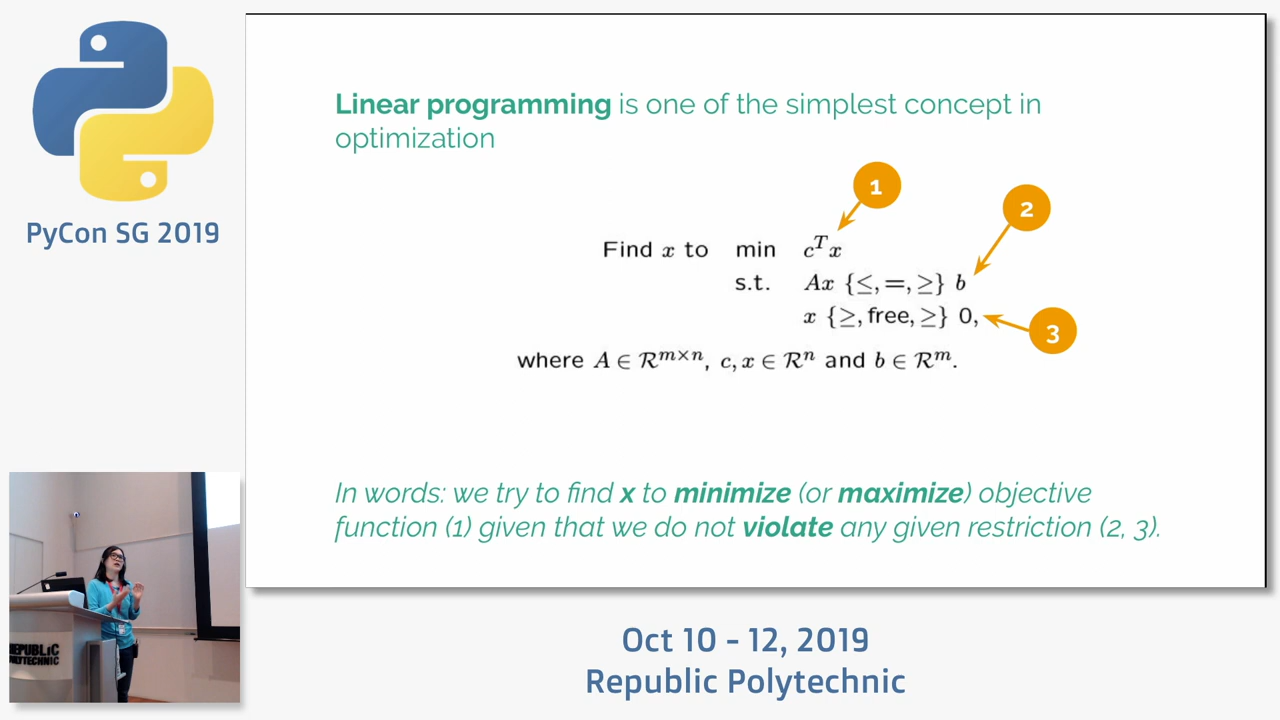 PyCon SG 2019
Linear programming is one of the simplest concept in
optimization
1
2
3
Find x to min c^T x
s.t. Ax {≤, =, ≥} b
x {≥, free, ≥} 0,
where A ∈ R^{m×n}, c, x ∈ R^n and b ∈ R^m.
In words: we try to find x to minimize (or maximize) objective
function (1) given that we do not violate any given restriction (2, 3).
REPUBLIC
POLYTECHNIC
Oct 10 - 12, 2019
Republic Polytechnic